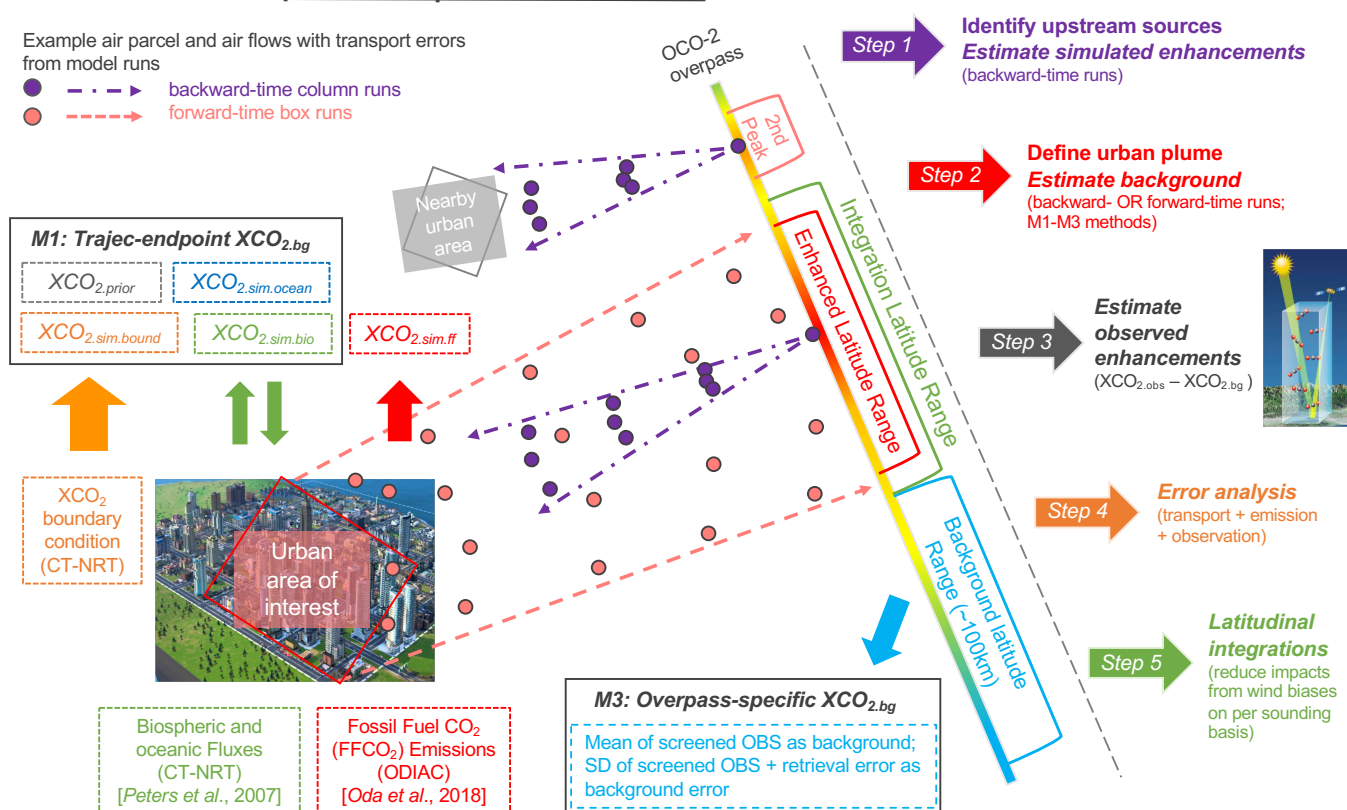 Example air parcel and air flows with transport errors
from model runs
backward-time column runs
forward-time box runs
OCO-2
overpass
2nd
Peak
Integration Latitude Range
Enhanced Latitude Range
Background latitude
Range (~100km)
Nearby
urban
area
M1: Trajec-endpoint XCO2.bg
XCO2.prior
XCO2.sim.ocean
XCO2.sim.bound
XCO2.sim.bio
XCO2.sim.ff
XCO2
boundary
condition
(CT-NRT)
Urban
area of
interest
Biospheric and
oceanic Fluxes
(CT-NRT)
[Peters et al., 2007]
Fossil Fuel CO2
(FFCO2) Emissions
(ODIAC)
[Oda et al., 2018]
M3: Overpass-specific XCO2.bg
Mean of screened OBS as background;
SD of screened OBS + retrieval error as
background error
Step 1
Identify upstream sources
Estimate simulated enhancements
(backward-time runs)
Step 2
Define urban plume
Estimate background
(backward- OR forward-time runs;
M1-M3 methods)
Step 3
Estimate
observed
enhancements
(XCO2.obs – XCO2.bg )
Step 4
Error analysis
(transport + emission
+ observation)
Step 5
Latitudinal
integrations
(reduce impacts
from wind biases
on per sounding
basis)